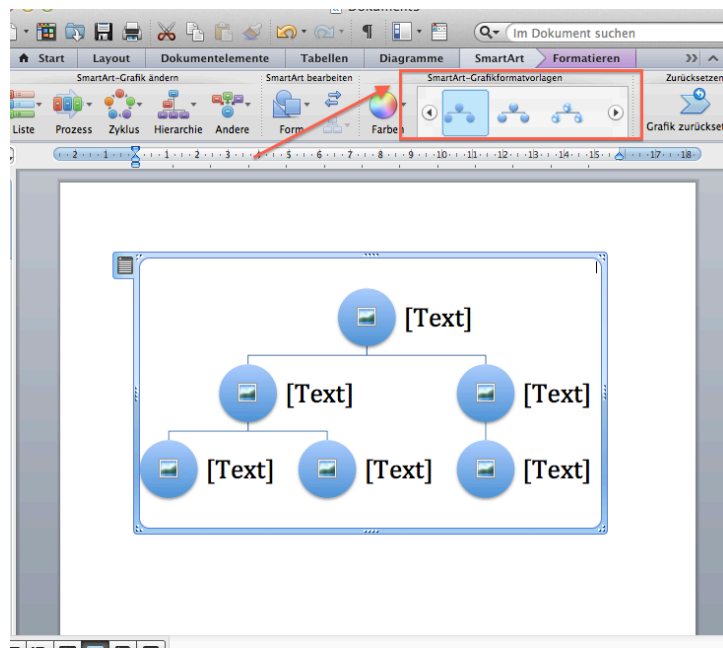 Im Dokument suchen
Start Layout Dokumentelemente Tabellen Diagramme SmartArt Formatieren
SmartArt-Grafik ändern SmartArt bearbeiten SmartArt-Grafikformatvorlagen Zurücksetzen
Liste Prozess Zyklus Hierarchie Andere Form Farben Grafik zurückset
2 1 1 2 3 4 5 6 7 8 9 10 11 12 13 14 15 17 18
[Text]
[Text] [Text]
[Text] [Text] [Text]